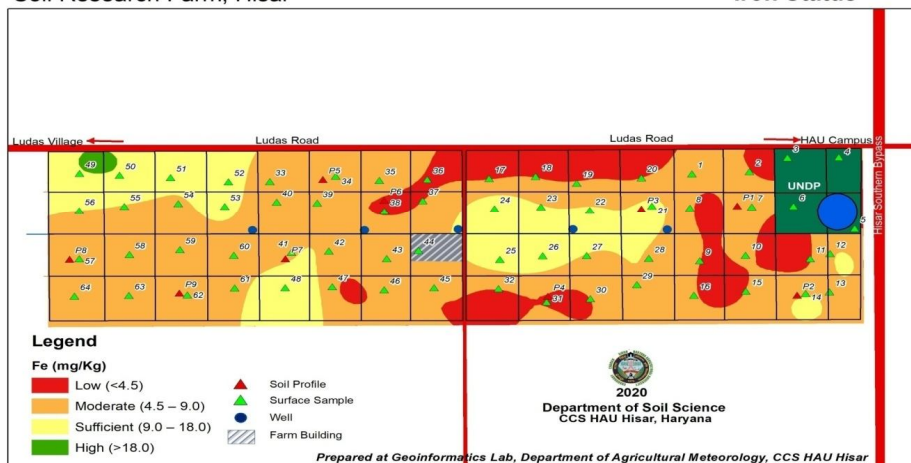 Soil Research Farm, Hisar
Iron Status
Ludas Village
Ludas Road
Ludas Road
HAU Campus
Hisar Southern Bypass
49 50 51 52 33 P5 34 35 36 17 18 19 20 1 2 3 4
UNDP
56 55 54 53 40 39 P6 38 37 24 23 22 P3 21 8 P1 7 6 5
P8 57 58 59 60 41 P7 42 43 44 25 26 27 28 9 10 11 12
64 63 P9 62 61 48 47 46 45 32 P4 31 30 29 16 15 P2 14 13
Legend
Fe (mg/Kg)
Low (<4.5)
Moderate (4.5 – 9.0)
Sufficient (9.0 – 18.0)
High (>18.0)
Soil Profile
Surface Sample
Well
Farm Building
2020
Department of Soil Science
CCS HAU Hisar, Haryana
Prepared at Geoinformatics Lab, Department of Agricultural Meteorology, CCS HAU Hisar